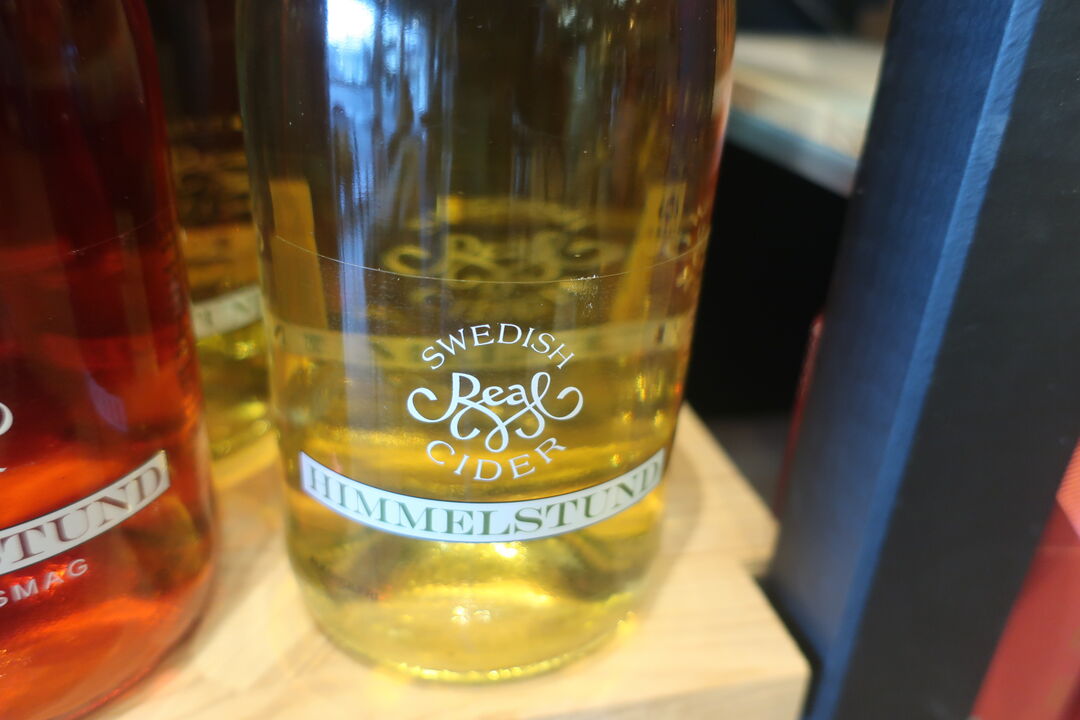 SWEDISH
Real
CIDER
HIMMELSTUND
STUND
SMAG